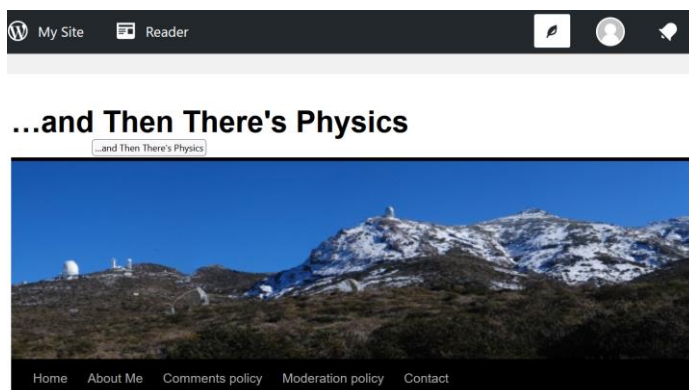 My Site Reader
...and Then There's Physics
...and Then There's Physics
Home About Me Comments policy Moderation policy Contact